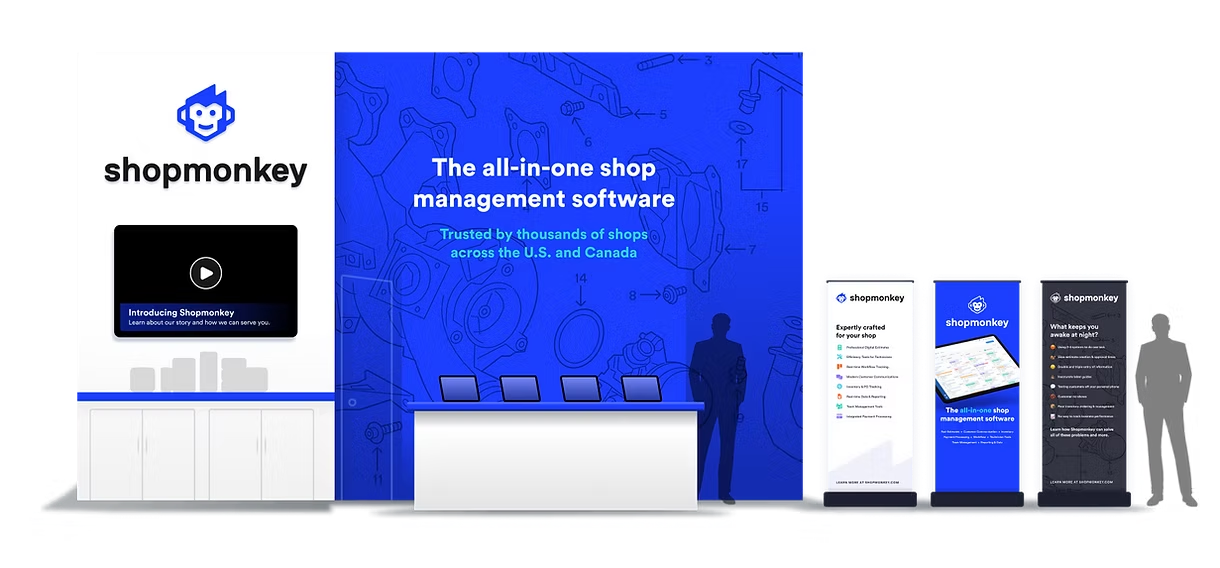 shopmonkey
Introducing Shopmonkey
Learn about our story and how we can serve you.
The all-in-one shop
management software
Trusted by thousands of shops
across the U.S. and Canada
3
5
6
17
15
7
14
8
11
shopmonkey
Expertly crafted
for your shop
Professional Digital Estimates
Efficiency Tools for Technicians
Real-time Workflow Tracking
Modern Customer Communications
Inventory & PO Tracking
Real-time Data & Reporting
Team Management Tools
Integrated Payment Processing
LEARN MORE AT SHOPMONKEY.COM
shopmonkey
The all-in-one shop
management software
shopmonkey
What keeps you
awake at night?
Learn how Shopmonkey can solve
all of these problems and more.
LEARN MORE AT SHOPMONKEY.COM